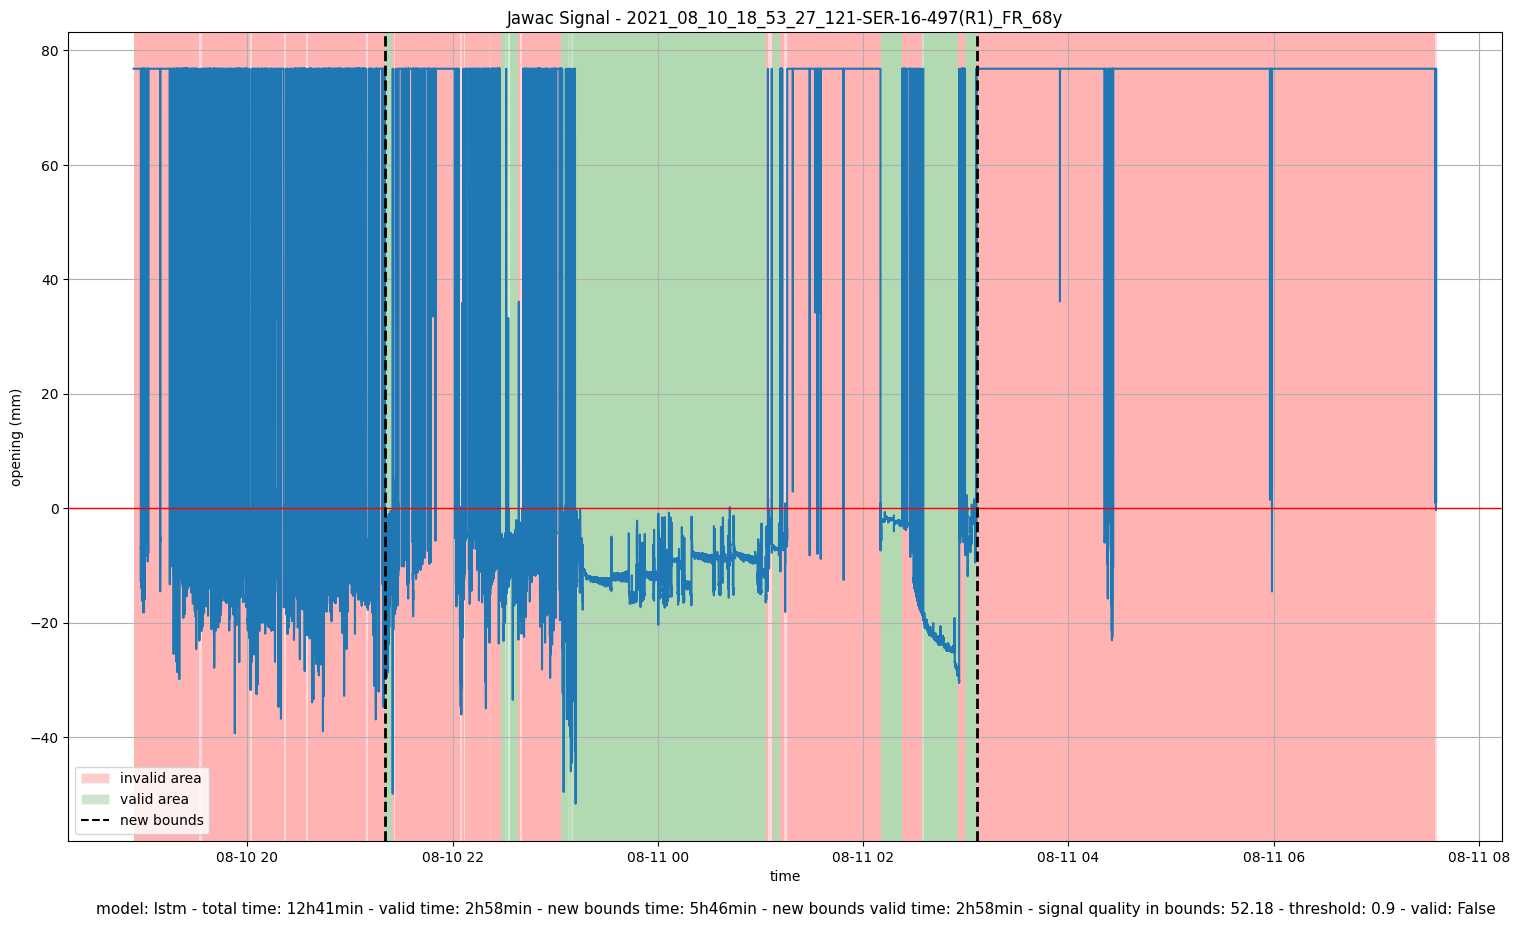 Jawac Signal - 2021_08_10_18_53_27_121-SER-16-497(R1)_FR_68y
80
60
40
20
0
−20
−40
opening (mm)
invalid area
valid area
new bounds
08-10 20
08-10 22
08-11 00
08-11 02
08-11 04
08-11 06
08-11 08
time
model: lstm - total time: 12h41min - valid time: 2h58min - new bounds time: 5h46min - new bounds valid time: 2h58min - signal quality in bounds: 52.18 - threshold: 0.9 - valid: False